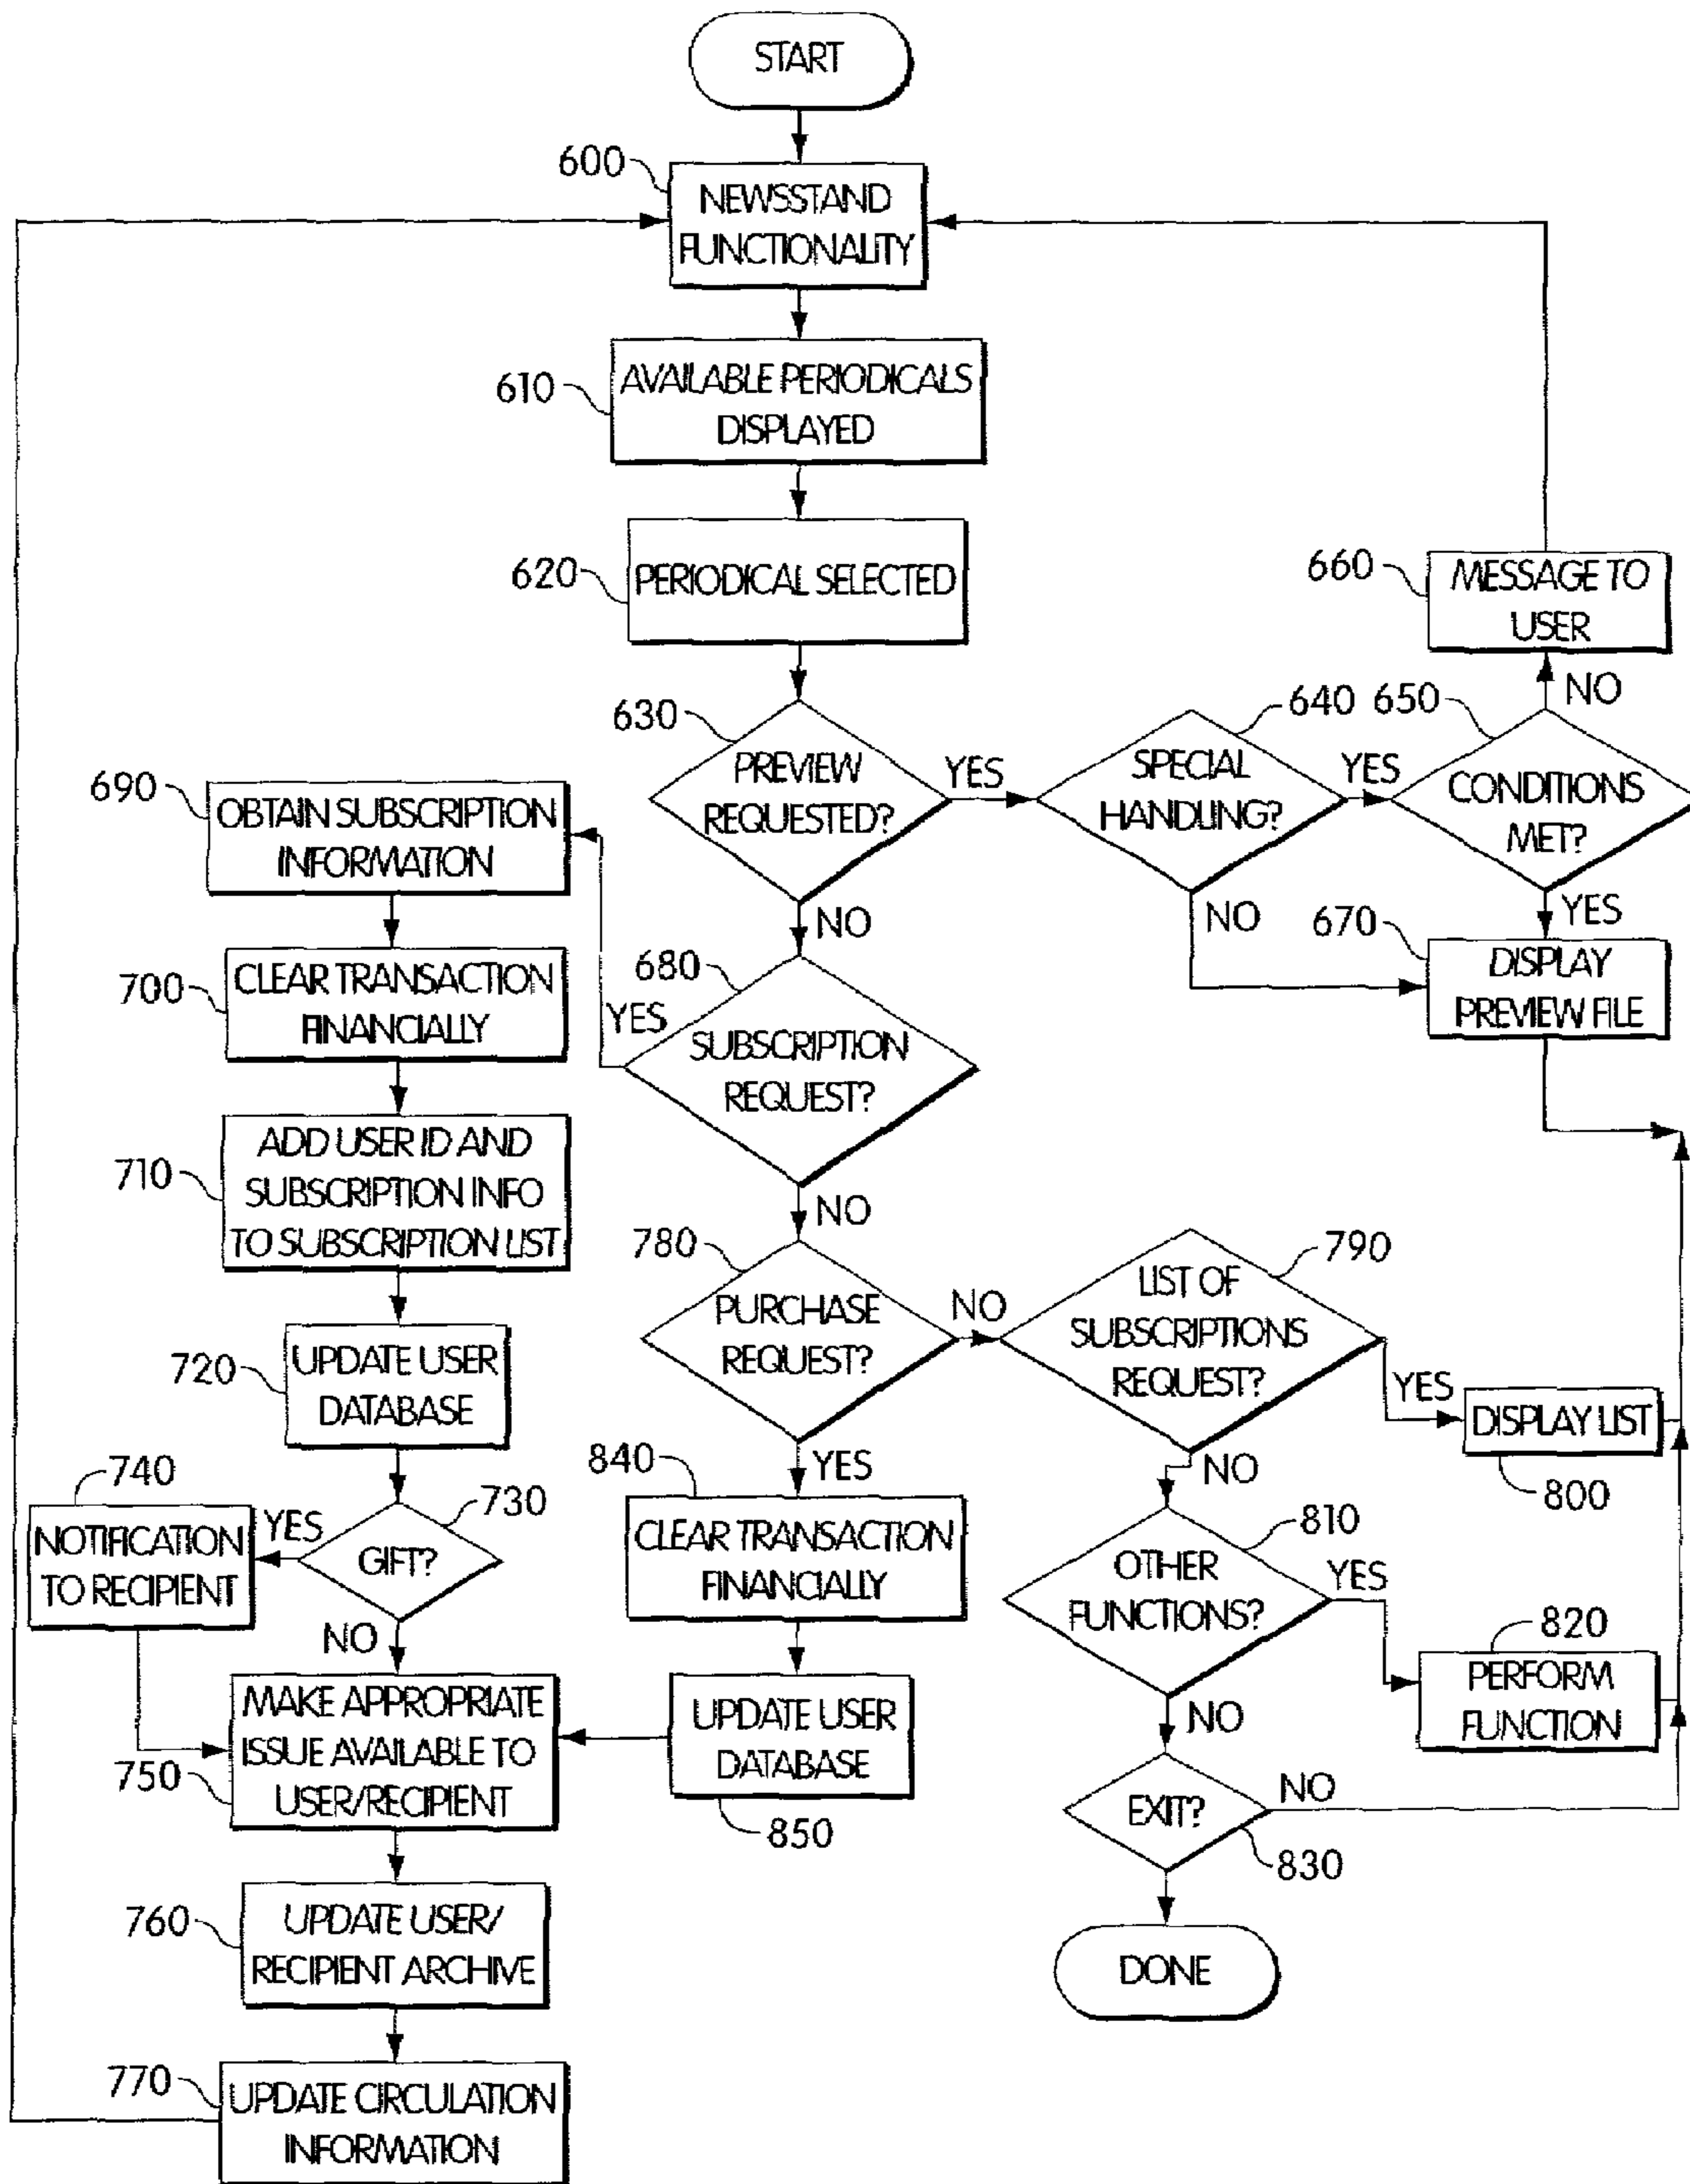 START
600
NEWSSTAND
FUNCTIONALITY
610
AVAILABLE PERIODICALS
DISPLAYED
620
PERIODICAL SELECTED
660
MESSAGE TO
USER
NO
630
PREVIEW
REQUESTED?
YES
640
SPECIAL
HANDLING?
YES
650
CONDITIONS
MET?
NO
NO
YES
670
DISPLAY
PREVIEW FILE
690
OBTAIN SUBSCRIPTION
INFORMATION
680
SUBSCRIPTION
REQUEST?
YES
NO
700
CLEAR TRANSACTION
FINANCIALLY
710
ADD USER ID AND
SUBSCRIPTION INFO
TO SUBSCRIPTION LIST
780
PURCHASE
REQUEST?
NO
790
LIST OF
SUBSCRIPTIONS
REQUEST?
YES
DISPLAY LIST
800
720
UPDATE USER
DATABASE
YES
NO
740
NOTIFICATION
TO RECIPIENT
YES
730
GIFT?
NO
840
CLEAR TRANSACTION
FINANCIALLY
810
OTHER
FUNCTIONS?
YES
820
PERFORM
FUNCTION
NO
750
MAKE APPROPRIATE
ISSUE AVAILABLE TO
USER/RECIPIENT
UPDATE USER
DATABASE
850
EXIT?
NO
830
760
UPDATE USER/
RECIPIENT ARCHIVE
DONE
770
UPDATE CIRCULATION
INFORMATION